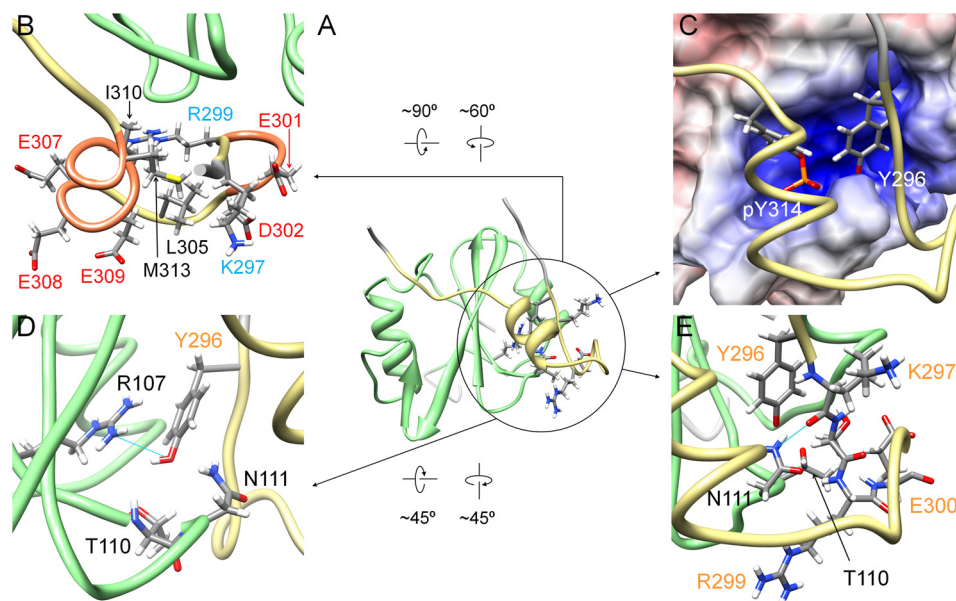 B
I310
R299
E301
E307
D302
L305
K297
E308
E309
M313
A
~90º
~60º
~45º
~45º
C
Y296
pY314
D
Y296
R107
N111
T110
E
Y296
K297
N111
E300
R299
T110